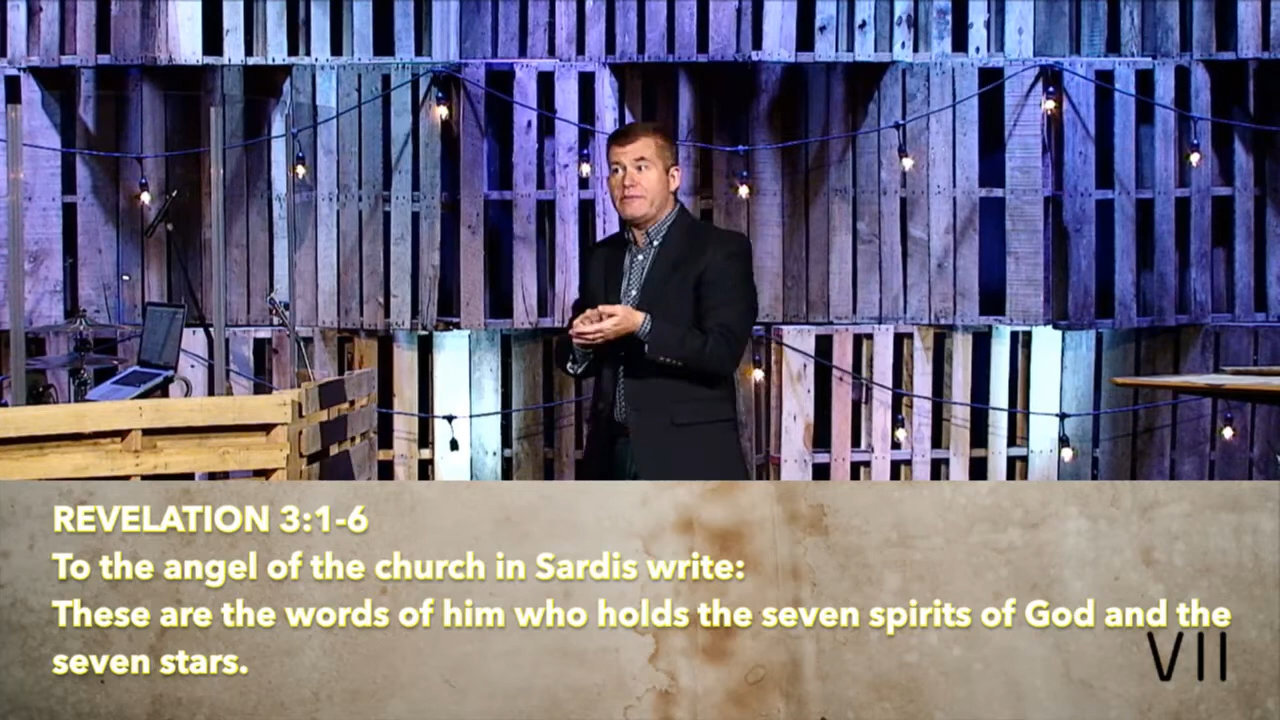 REVELATION 3:1-6
To the angel of the church in Sardis write:
These are the words of him who holds the seven spirits of God and the
seven stars.
VII